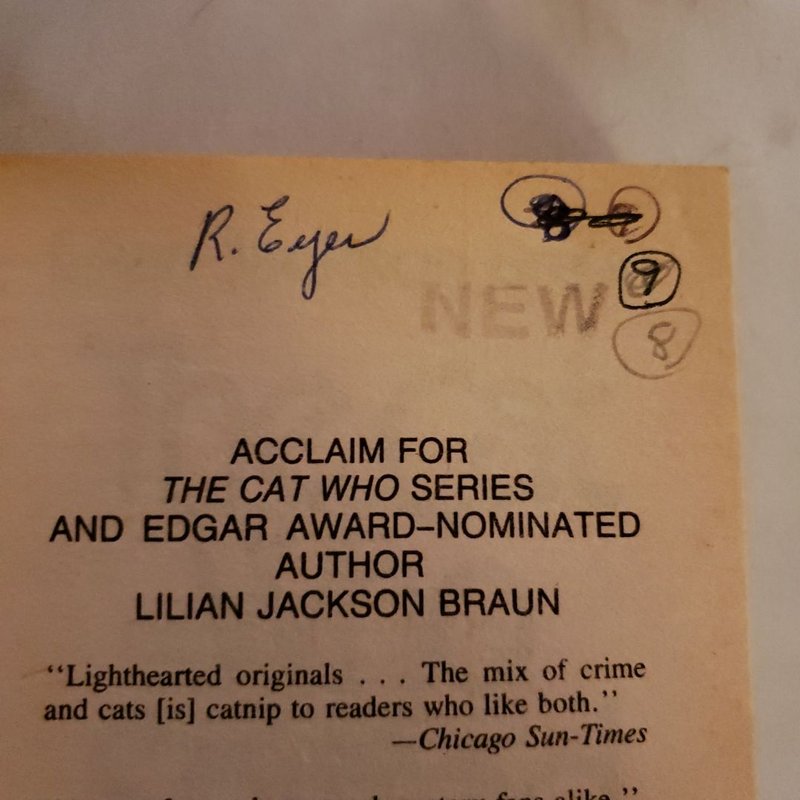 R. Eyer
NEW
9
8
ACCLAIM FOR
THE CAT WHO SERIES
AND EDGAR AWARD–NOMINATED
AUTHOR
LILIAN JACKSON BRAUN
‘‘Lighthearted originals . . . The mix of crime
and cats [is] catnip to readers who like both.’’
—Chicago Sun-Times
alike.’’